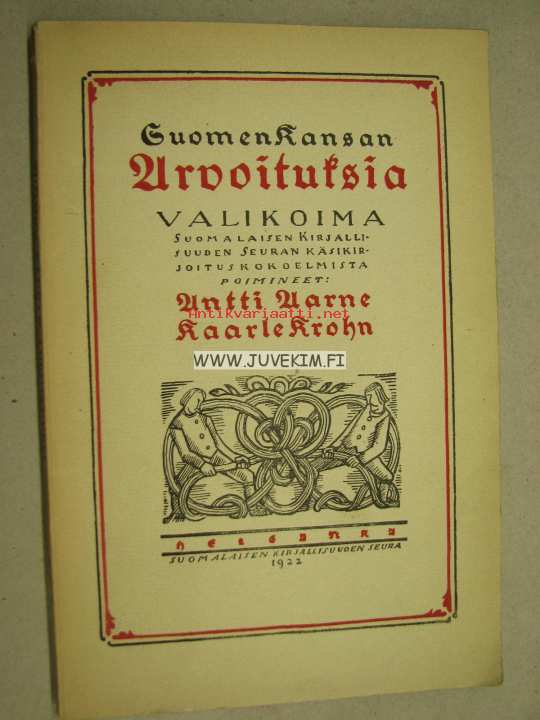 Suomen Kansan
Arvoituksia
VALIKOIMA
SUOMALAISEN KIRJALLI-
SUUDEN SEURAN KÄSIKIR-
JOITUSKOKOELMISTA
POIMINEET:
Antti Aarne
Antikvariaatti.net
Kaarle Krohn
WWW.JUVEKIM.FI
HELSINKI
SUOMALAISEN KIRJALLISUUDEN SEURA
1922